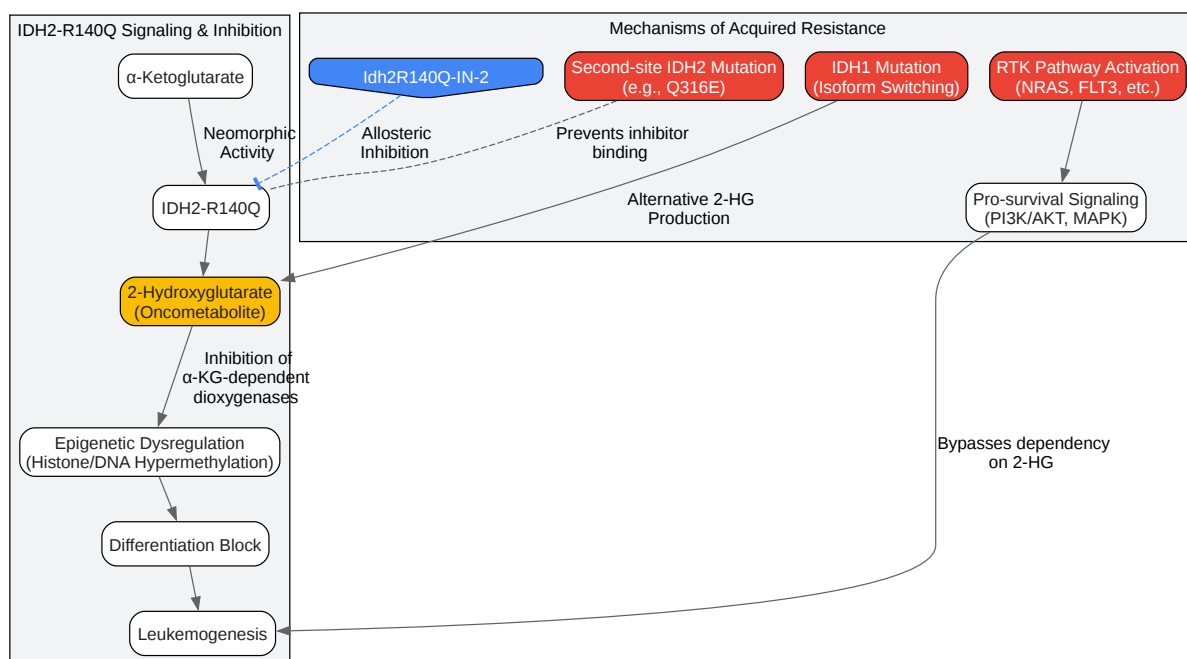 IDH2-R140Q Signaling & Inhibition
Mechanisms of Acquired Resistance
α-Ketoglutarate
Idh2R140Q-IN-2
Second-site IDH2 Mutation
(e.g., Q316E)
IDH1 Mutation
(Isoform Switching)
RTK Pathway Activation
(NRAS, FLT3, etc.)
Neomorphic
Activity
Allosteric
Inhibition
Prevents inhibitor
binding
IDH2-R140Q
Alternative 2-HG
Production
Pro-survival Signaling
(PI3K/AKT, MAPK)
2-Hydroxyglutarate
(Oncometabolite)
Inhibition of
α-KG-dependent
dioxygenases
Epigenetic Dysregulation
(Histone/DNA Hypermethylation)
Bypasses dependency
on 2-HG
Differentiation Block
Leukemogenesis